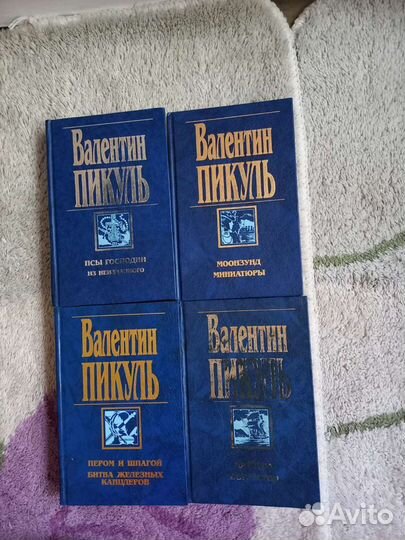 Валентин
ПИКУЛЬ
ПСЫ ГОСПОДНИ
ИЗ НЕИЗДАННОГО
Валентин
ПИКУЛЬ
МООНЗУНД
МИНИАТЮРЫ
Валентин
ПИКУЛЬ
ПЕРОМ И ШПАГОЙ
БИТВА ЖЕЛЕЗНЫХ
КАНЦЛЕРОВ
Валентин
ПИКУЛЬ
Avito